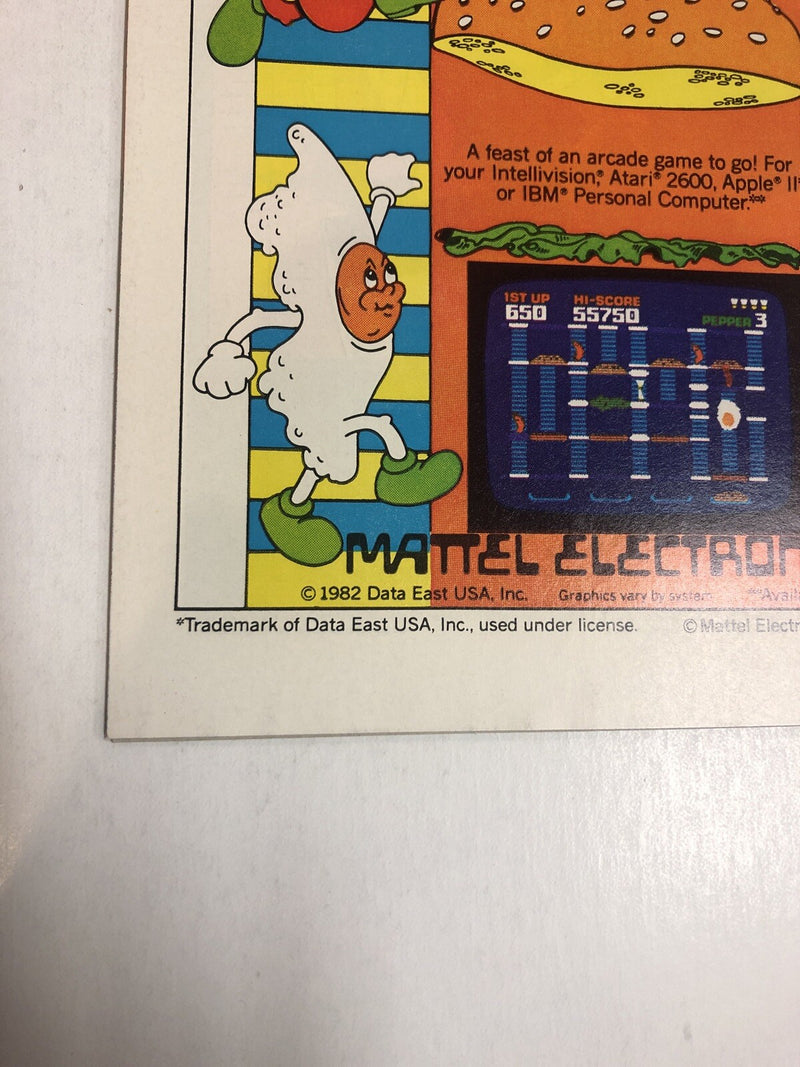 A feast of an arcade game to go! For
your Intellivision,® Atari® 2600, Apple® II
or IBM® Personal Computer.**
1ST UP HI-SCORE
650 55750
PEPPER 3
MATTEL ELECTRON
© 1982 Data East USA, Inc. Graphics vary by system. **Avail
*Trademark of Data East USA, Inc., used under license. © Mattel Electr